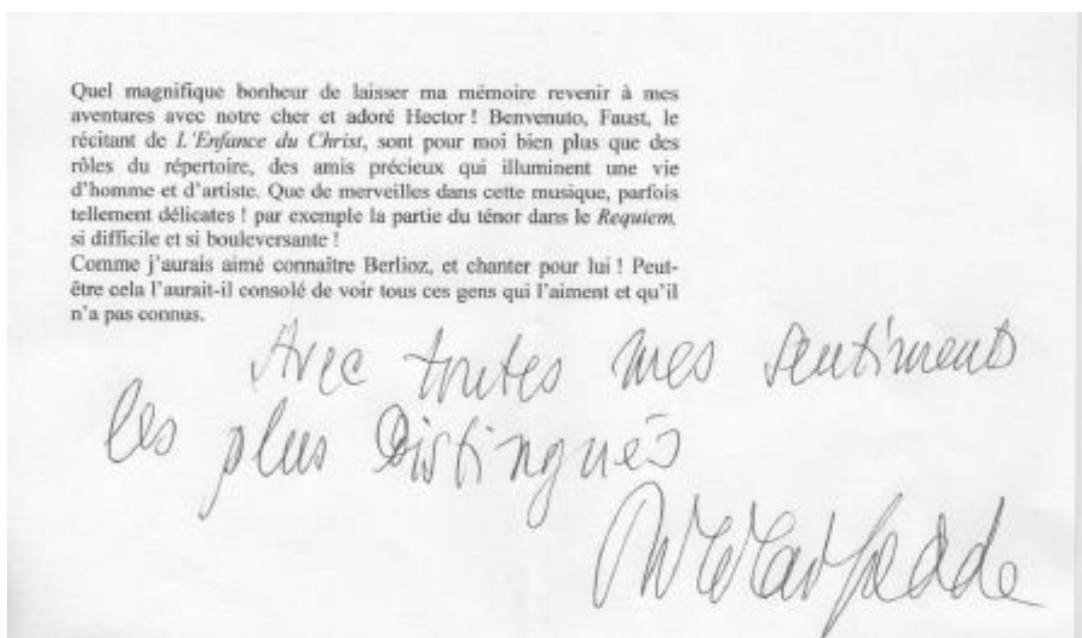 Quel magnifique bonheur de laisser ma mémoire revenir à mes
aventures avec notre cher et adoré Hector ! Benvenuto, Faust, le
récitant de L'Enfance du Christ, sont pour moi bien plus que des
rôles du répertoire, des amis précieux qui illuminent une vie
d'homme et d'artiste. Que de merveilles dans cette musique, parfois
tellement délicates ! par exemple la partie du ténor dans le Requiem,
si difficile et si bouleversante !
Comme j'aurais aimé connaître Berlioz, et chanter pour lui ! Peut-
être cela l'aurait-il consolé de voir tous ces gens qui l'aiment et qu'il
n'a pas connus.
Avec toutes mes sentiments
les plus Distingués